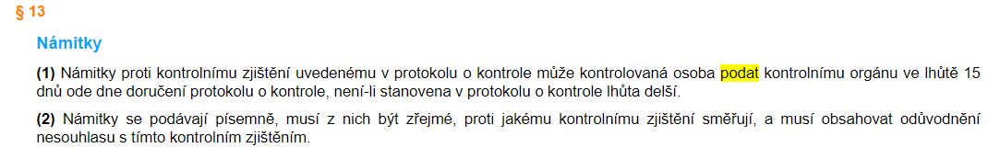 § 13
Námitky
(1) Námitky proti kontrolnímu zjištění uvedenému v protokolu o kontrole může kontrolovaná osoba podat kontrolnímu orgánu ve lhůtě 15
dnů ode dne doručení protokolu o kontrole, není-li stanovena v protokolu o kontrole lhůta delší.
(2) Námitky se podávají písemně, musí z nich být zřejmé, proti jakému kontrolnímu zjištění směřují, a musí obsahovat odůvodnění
nesouhlasu s tímto kontrolním zjištěním.